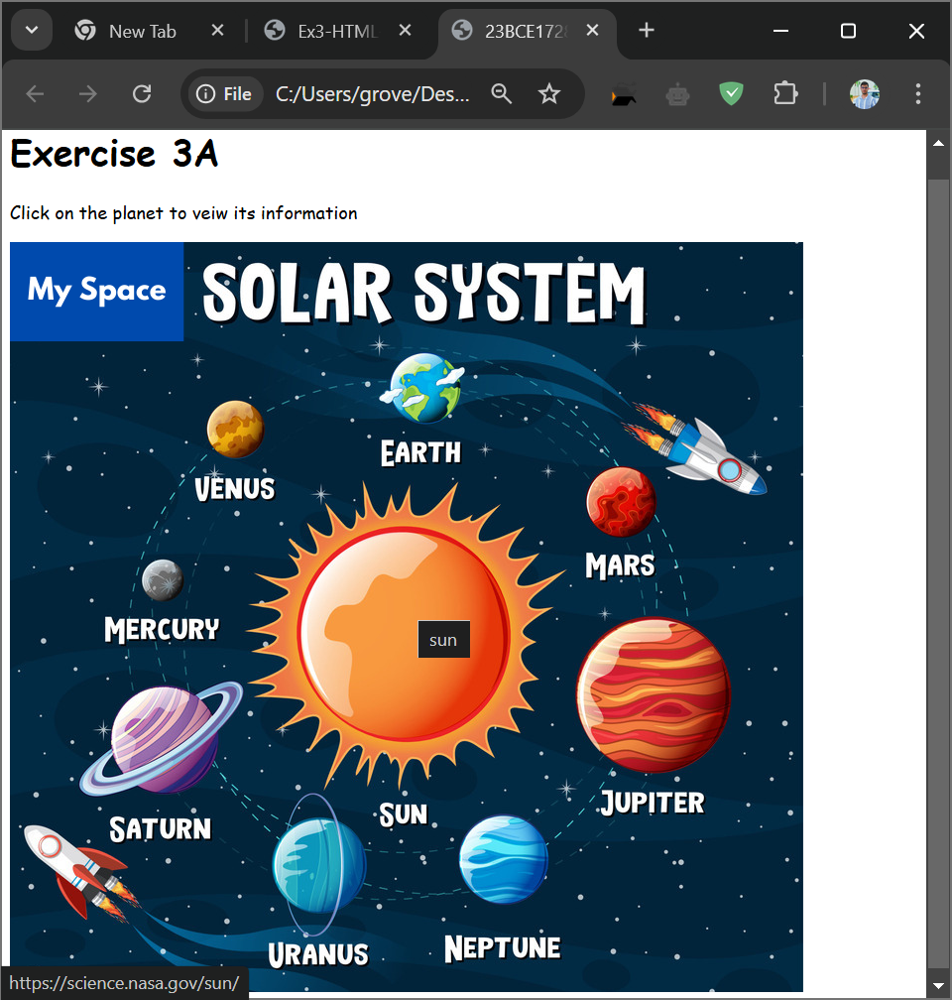 New Tab
Ex3-HTML
23BCE1728
File
C:/Users/grove/Des...
Exercise 3A
Click on the planet to veiw its information
My Space
SOLAR SYSTEM
EARTH
VENUS
MARS
MERCURY
sun
JUPITER
SUN
SATURN
NEPTUNE
URANUS
https://science.nasa.gov/sun/